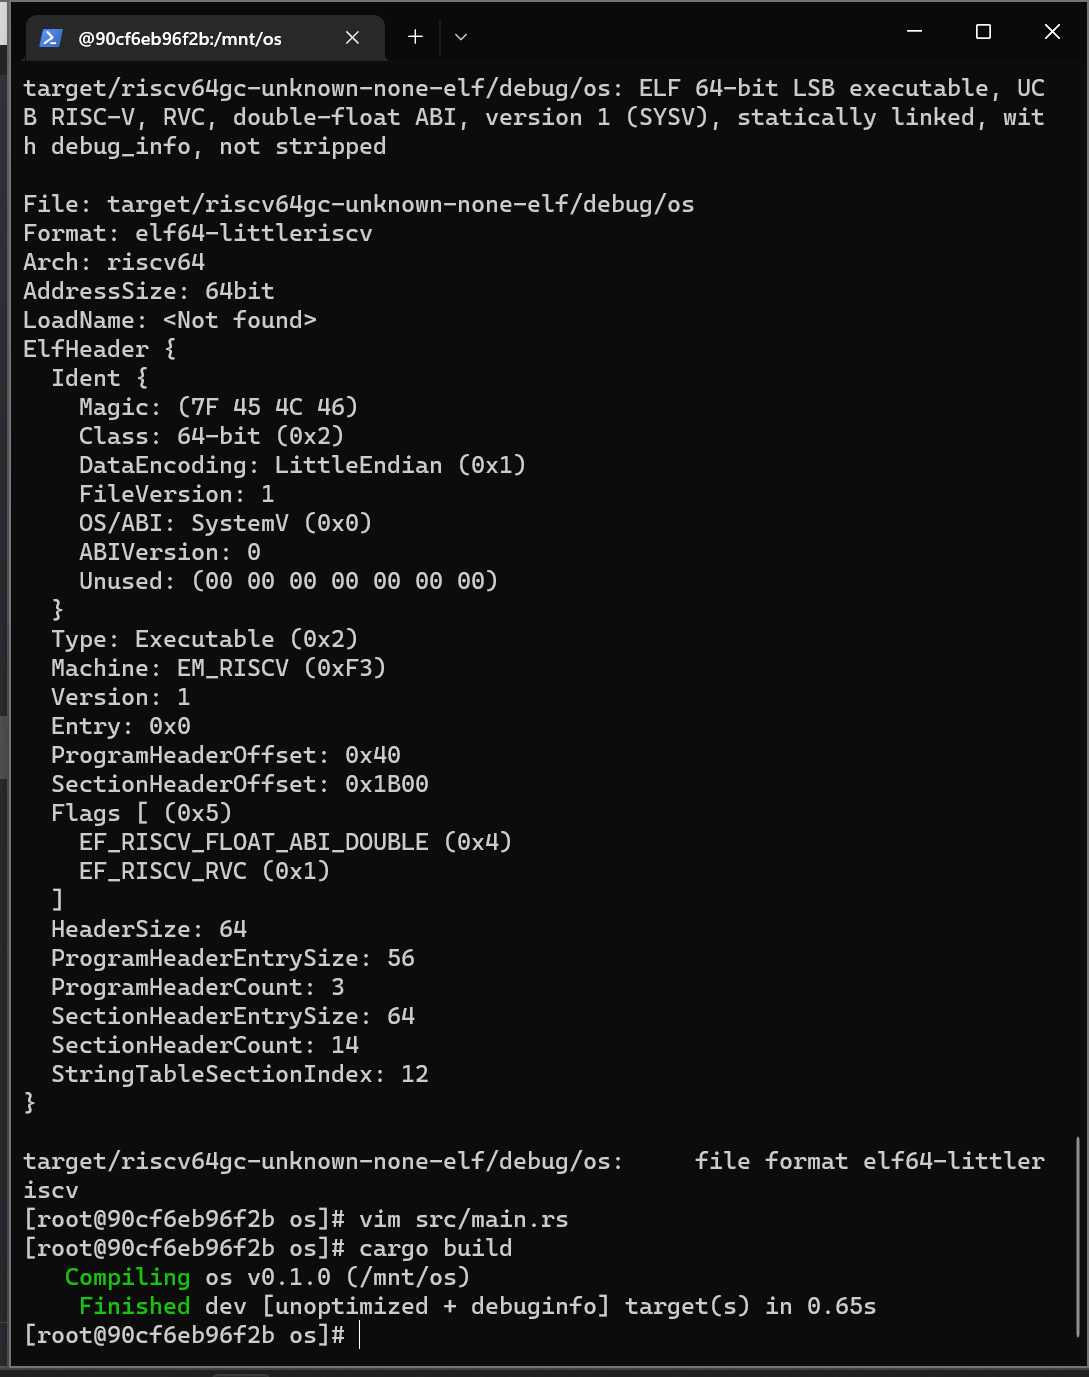 @90cf6eb96f2b:/mnt/os
target/riscv64gc-unknown-none-elf/debug/os: ELF 64-bit LSB executable, UC
B RISC-V, RVC, double-float ABI, version 1 (SYSV), statically linked, wit
h debug_info, not stripped
File: target/riscv64gc-unknown-none-elf/debug/os
Format: elf64-littleriscv
Arch: riscv64
AddressSize: 64bit
LoadName: <Not found>
ElfHeader {
  Ident {
    Magic: (7F 45 4C 46)
    Class: 64-bit (0x2)
    DataEncoding: LittleEndian (0x1)
    FileVersion: 1
    OS/ABI: SystemV (0x0)
    ABIVersion: 0
    Unused: (00 00 00 00 00 00 00)
  }
  Type: Executable (0x2)
  Machine: EM_RISCV (0xF3)
  Version: 1
  Entry: 0x0
  ProgramHeaderOffset: 0x40
  SectionHeaderOffset: 0x1B00
  Flags [ (0x5)
    EF_RISCV_FLOAT_ABI_DOUBLE (0x4)
    EF_RISCV_RVC (0x1)
  ]
  HeaderSize: 64
  ProgramHeaderEntrySize: 56
  ProgramHeaderCount: 3
  SectionHeaderEntrySize: 64
  SectionHeaderCount: 14
  StringTableSectionIndex: 12
}
target/riscv64gc-unknown-none-elf/debug/os:     file format elf64-littler
iscv
[root@90cf6eb96f2b os]# vim src/main.rs
[root@90cf6eb96f2b os]# cargo build
   Compiling os v0.1.0 (/mnt/os)
    Finished dev [unoptimized + debuginfo] target(s) in 0.65s
[root@90cf6eb96f2b os]#